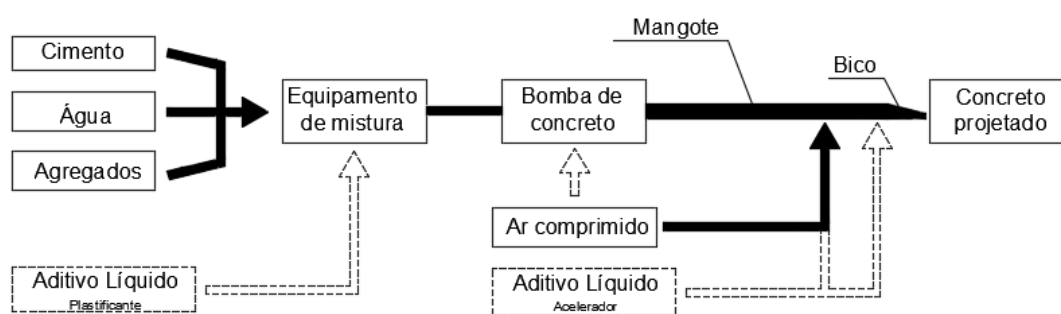 Cimento
Água
Agregados
Aditivo Líquido
Plastificante
Equipamento
de mistura
Bomba de
concreto
Mangote
Bico
Concreto
projetado
Ar comprimido
Aditivo Líquido
Acelerador